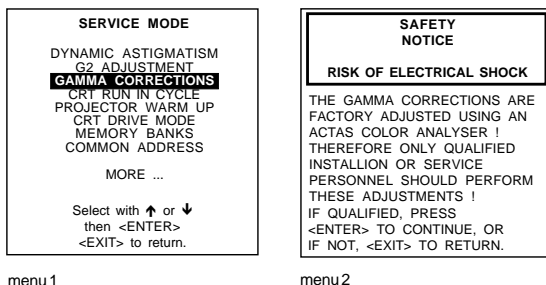 SERVICE MODE
DYNAMIC ASTIGMATISM
G2 ADJUSTMENT
GAMMA CORRECTIONS
CRT RUN IN CYCLE
PROJECTOR WARM UP
CRT DRIVE MODE
MEMORY BANKS
COMMON ADDRESS
MORE ...
Select with ↑ or ↓
then <ENTER>
<EXIT> to return.
menu 1
SAFETY
NOTICE
RISK OF ELECTRICAL SHOCK
THE GAMMA CORRECTIONS ARE
FACTORY ADJUSTED USING AN
ACTAS COLOR ANALYSER !
THEREFORE ONLY QUALIFIED
INSTALLION OR SERVICE
PERSONNEL SHOULD PERFORM
THESE ADJUSTMENTS !
IF QUALIFIED, PRESS
<ENTER> TO CONTINUE, OR
IF NOT, <EXIT> TO RETURN.
menu 2